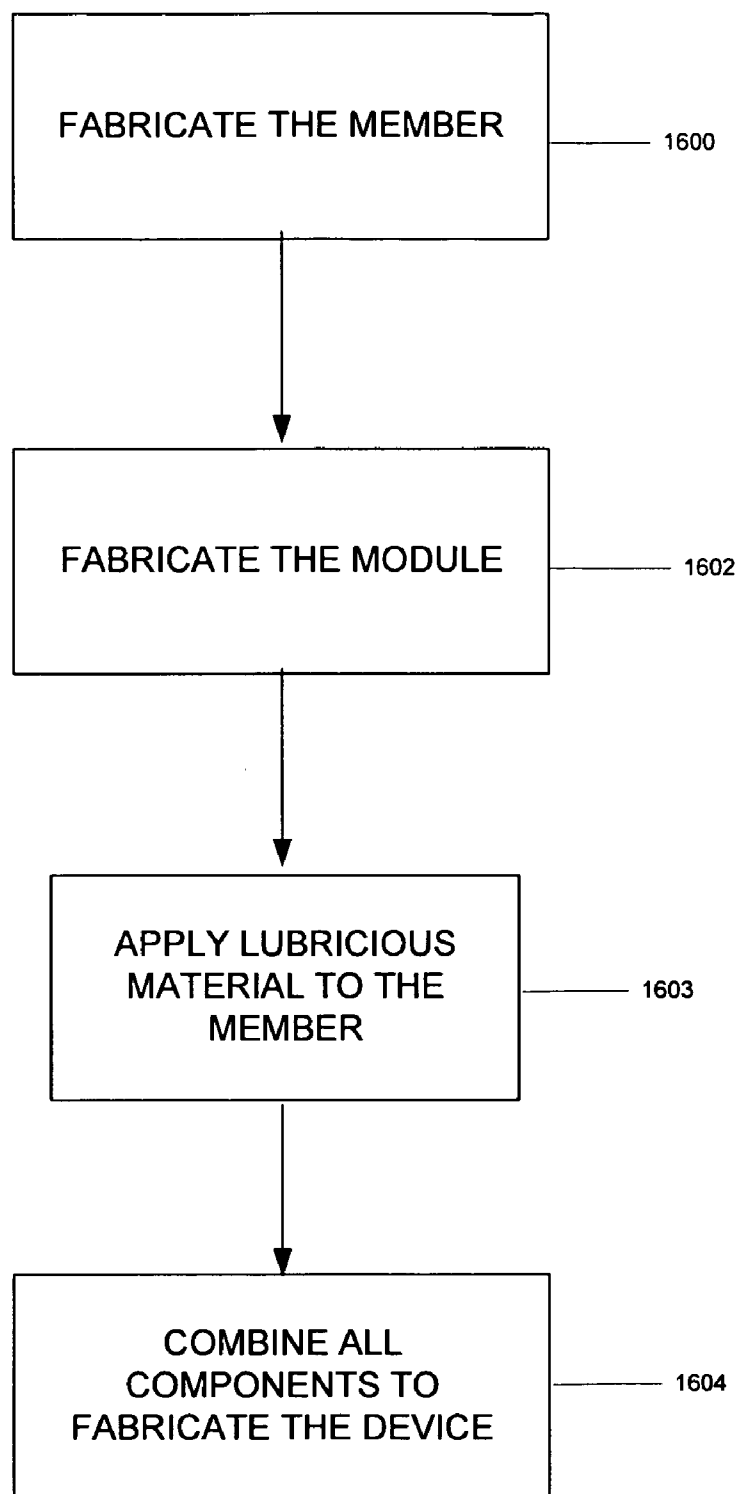 FABRICATE THE MEMBER
1600
FABRICATE THE MODULE
1602
APPLY LUBRICIOUS
MATERIAL TO THE
MEMBER
1603
COMBINE ALL
COMPONENTS TO
FABRICATE THE DEVICE
1604